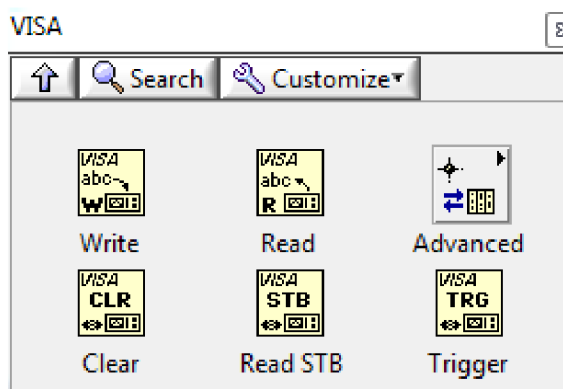 VISA
Search Customize
VISA VISA
abc abc
W R
Write Read Advanced
VISA VISA VISA
CLR STB TRG
Clear Read STB Trigger